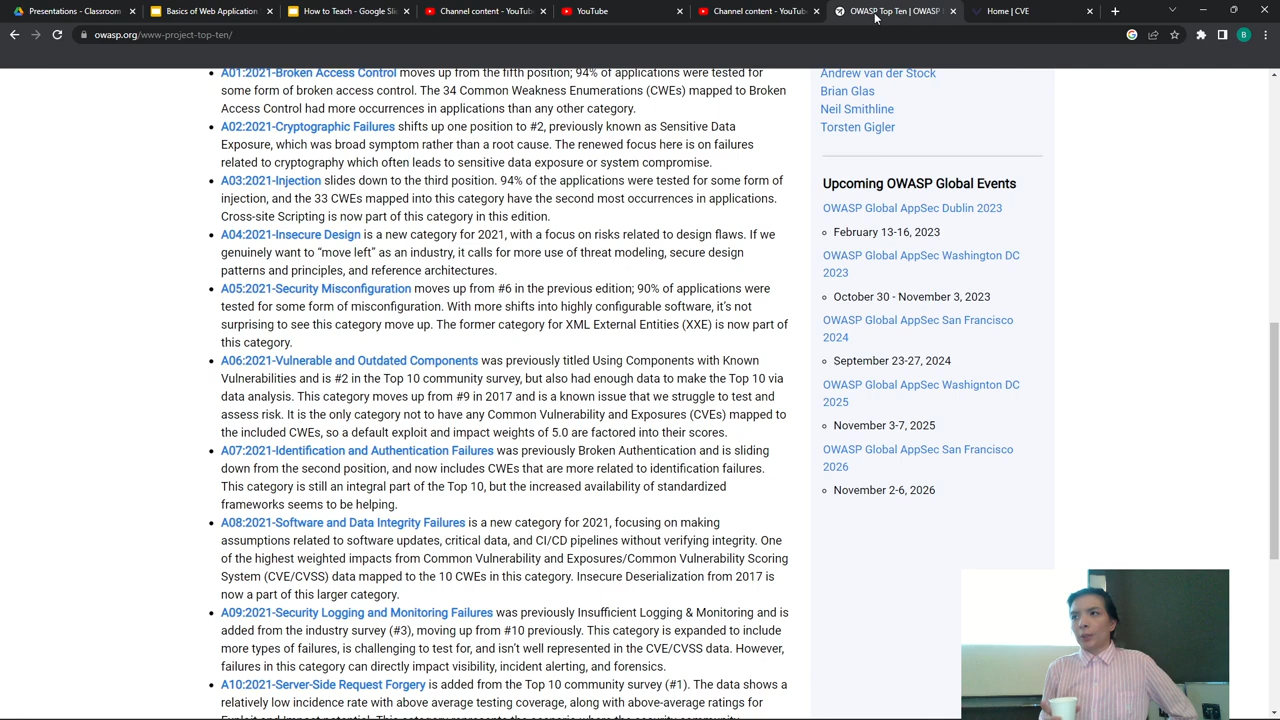 Presentations – Google Driv
Basics of Web Application
How to Teach - Google Sli
Channel content - YouTub
YouTube
Channel content - YouTub
OWASP Top Ten | OWASP
Home | CVE
owasp.org/www-project-top-ten/
B
A01:2021-Broken Access Control moves up from the fifth position; 94% of applications were tested for
some form of broken access control. The 34 Common Weakness Enumerations (CWEs) mapped to Broken
Access Control had more occurrences in applications than any other category.
A02:2021-Cryptographic Failures shifts up one position to #2, previously known as Sensitive Data
Exposure, which was broad symptom rather than a root cause. The renewed focus here is on failures
related to cryptography which often leads to sensitive data exposure or system compromise.
A03:2021-Injection slides down to the third position. 94% of the applications were tested for some form of
injection, and the 33 CWEs mapped into this category have the second most occurrences in applications.
Cross-site Scripting is now part of this category in this edition.
A04:2021-Insecure Design is a new category for 2021, with a focus on risks related to design flaws. If we
genuinely want to “move left” as an industry, it calls for more use of threat modeling, secure design
patterns and principles, and reference architectures.
A05:2021-Security Misconfiguration moves up from #6 in the previous edition; 90% of applications were
tested for some form of misconfiguration. With more shifts into highly configurable software, it’s not
surprising to see this category move up. The former category for XML External Entities (XXE) is now part of
this category.
A06:2021-Vulnerable and Outdated Components was previously titled Using Components with Known
Vulnerabilities and is #2 in the Top 10 community survey, but also had enough data to make the Top 10 via
data analysis. This category moves up from #9 in 2017 and is a known issue that we struggle to test and
assess risk. It is the only category not to have any Common Vulnerability and Exposures (CVEs) mapped to
the included CWEs, so a default exploit and impact weights of 5.0 are factored into their scores.
A07:2021-Identification and Authentication Failures was previously Broken Authentication and is sliding
down from the second position, and now includes CWEs that are more related to identification failures.
This category is still an integral part of the Top 10, but the increased availability of standardized
frameworks seems to be helping.
A08:2021-Software and Data Integrity Failures is a new category for 2021, focusing on making
assumptions related to software updates, critical data, and CI/CD pipelines without verifying integrity. One
of the highest weighted impacts from Common Vulnerability and Exposures/Common Vulnerability Scoring
System (CVE/CVSS) data mapped to the 10 CWEs in this category. Insecure Deserialization from 2017 is
now a part of this larger category.
A09:2021-Security Logging and Monitoring Failures was previously Insufficient Logging & Monitoring and is
added from the industry survey (#3), moving up from #10 previously. This category is expanded to include
more types of failures, is challenging to test for, and isn’t well represented in the CVE/CVSS data. However,
failures in this category can directly impact visibility, incident alerting, and forensics.
A10:2021-Server-Side Request Forgery is added from the Top 10 community survey (#1). The data shows a
relatively low incidence rate with above average testing coverage, along with above-average ratings for
Andrew van der Stock
Brian Glas
Neil Smithline
Torsten Gigler
Upcoming OWASP Global Events
OWASP Global AppSec Dublin 2023
February 13-16, 2023
OWASP Global AppSec Washington DC
2023
October 30 - November 3, 2023
OWASP Global AppSec San Francisco
2024
September 23-27, 2024
OWASP Global AppSec Washignton DC
2025
November 3-7, 2025
OWASP Global AppSec San Francisco
2026
November 2-6, 2026